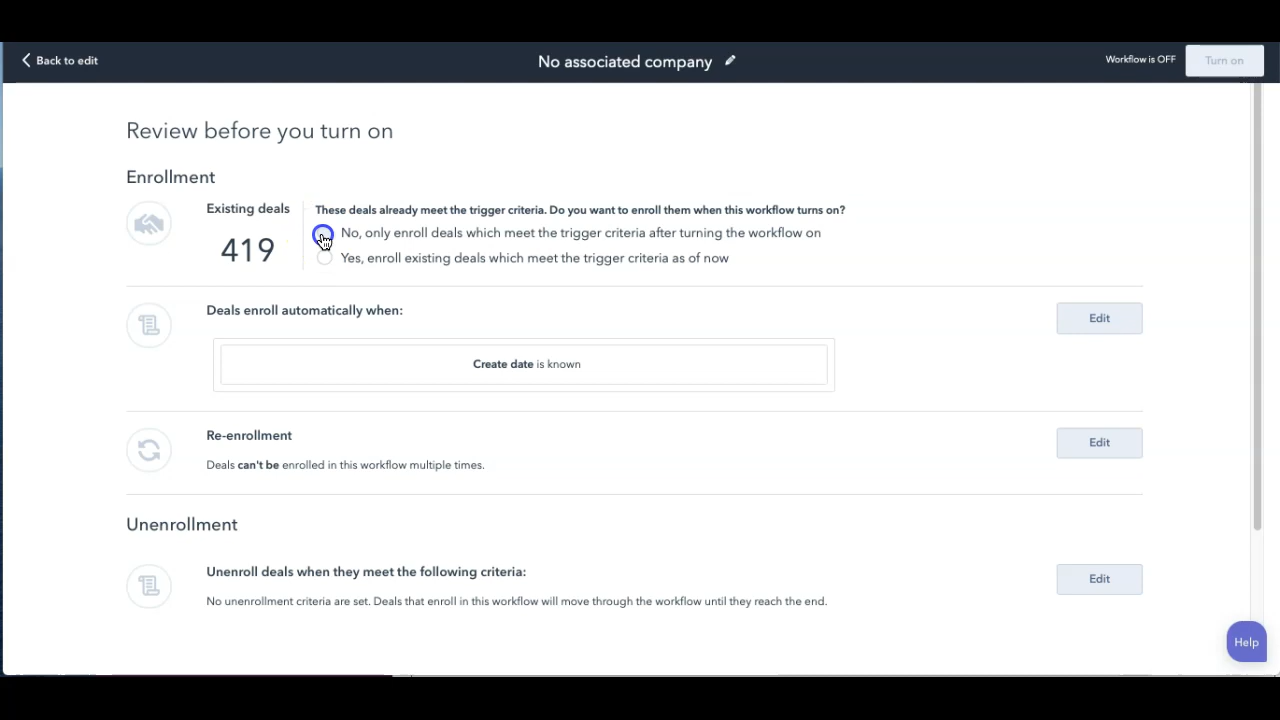 Back to edit
No associated company
Workflow is OFF
Turn on
Review before you turn on
Enrollment
Existing deals
419
These deals already meet the trigger criteria. Do you want to enroll them when this workflow turns on?
No, only enroll deals which meet the trigger criteria after turning the workflow on
Yes, enroll existing deals which meet the trigger criteria as of now
Deals enroll automatically when:
Edit
Create date is known
Re-enrollment
Edit
Deals can't be enrolled in this workflow multiple times.
Unenrollment
Unenroll deals when they meet the following criteria:
Edit
No unenrollment criteria are set. Deals that enroll in this workflow will move through the workflow until they reach the end.
Help